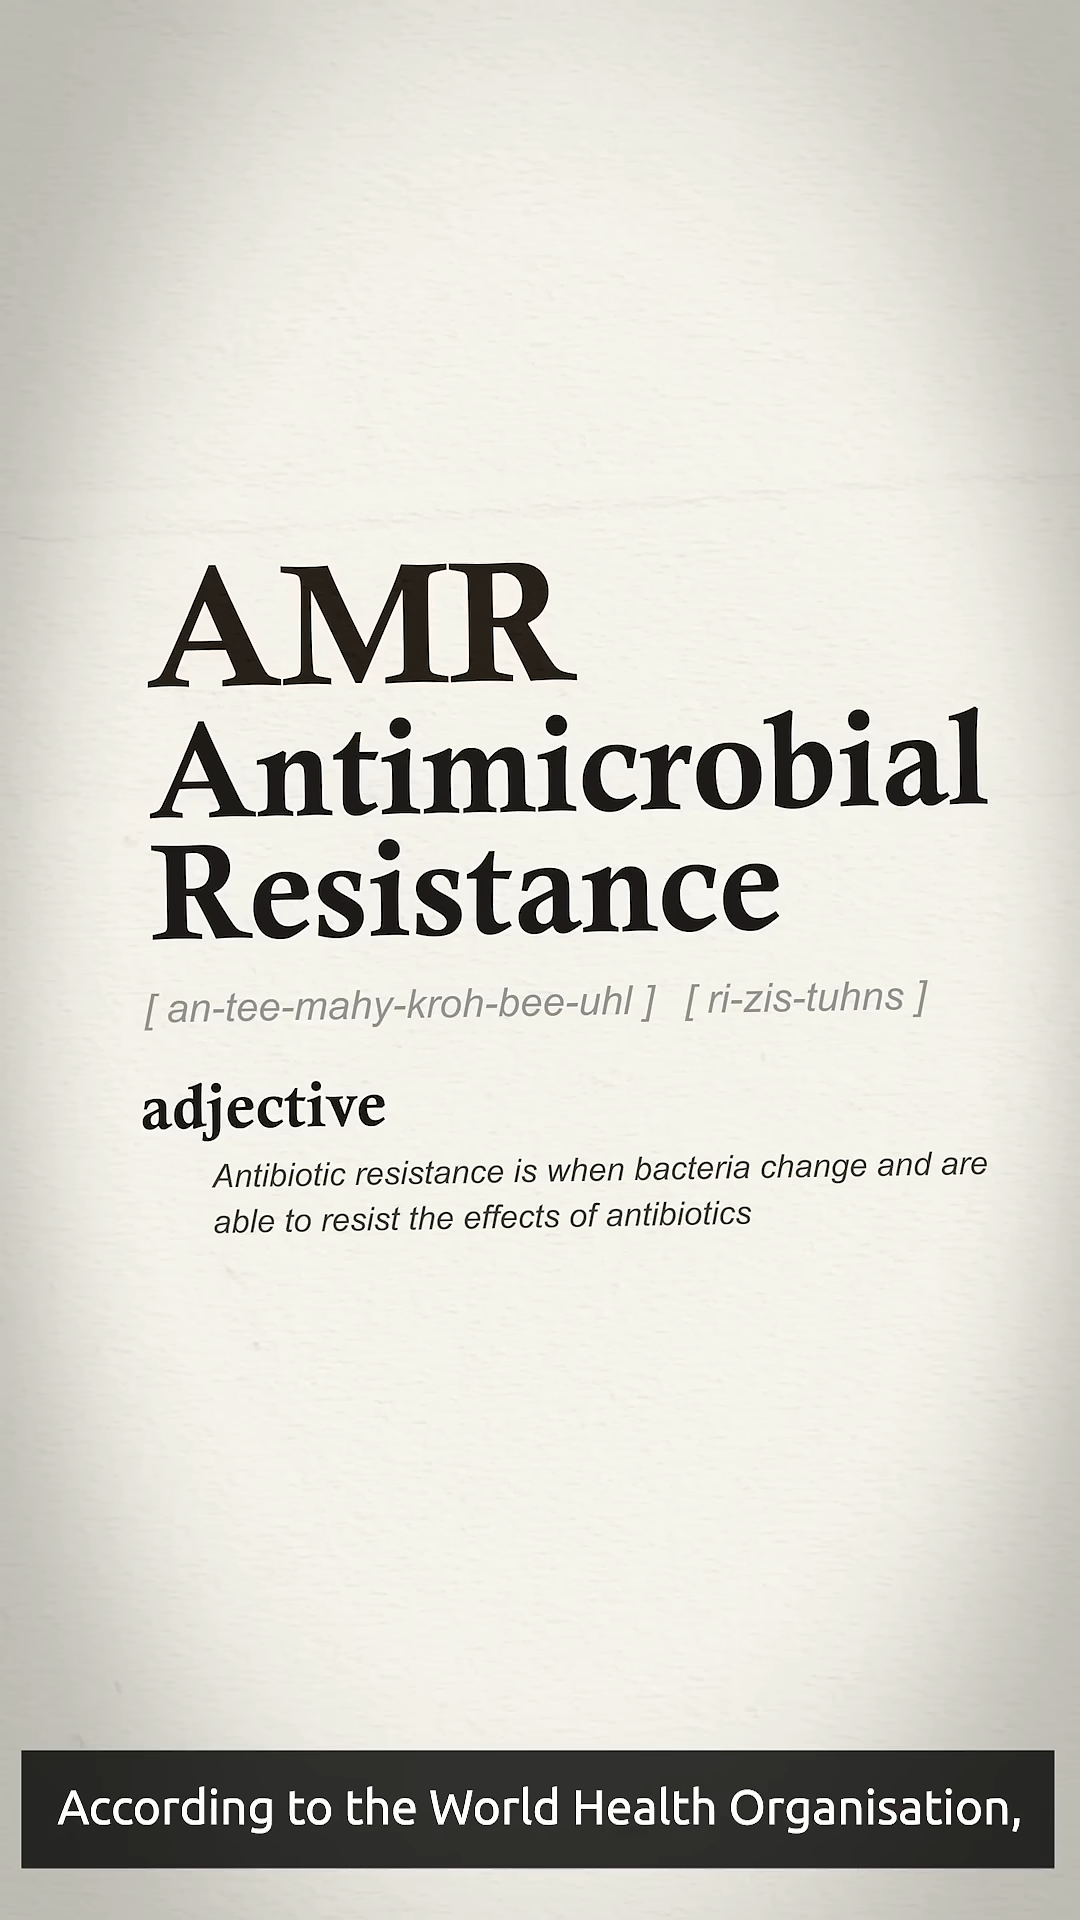 AMR
Antimicrobial
Resistance
[ an-tee-mahy-kroh-bee-uhl ] [ ri-zis-tuhns ]
adjective
Antibiotic resistance is when bacteria change and are
able to resist the effects of antibiotics
According to the World Health Organisation,